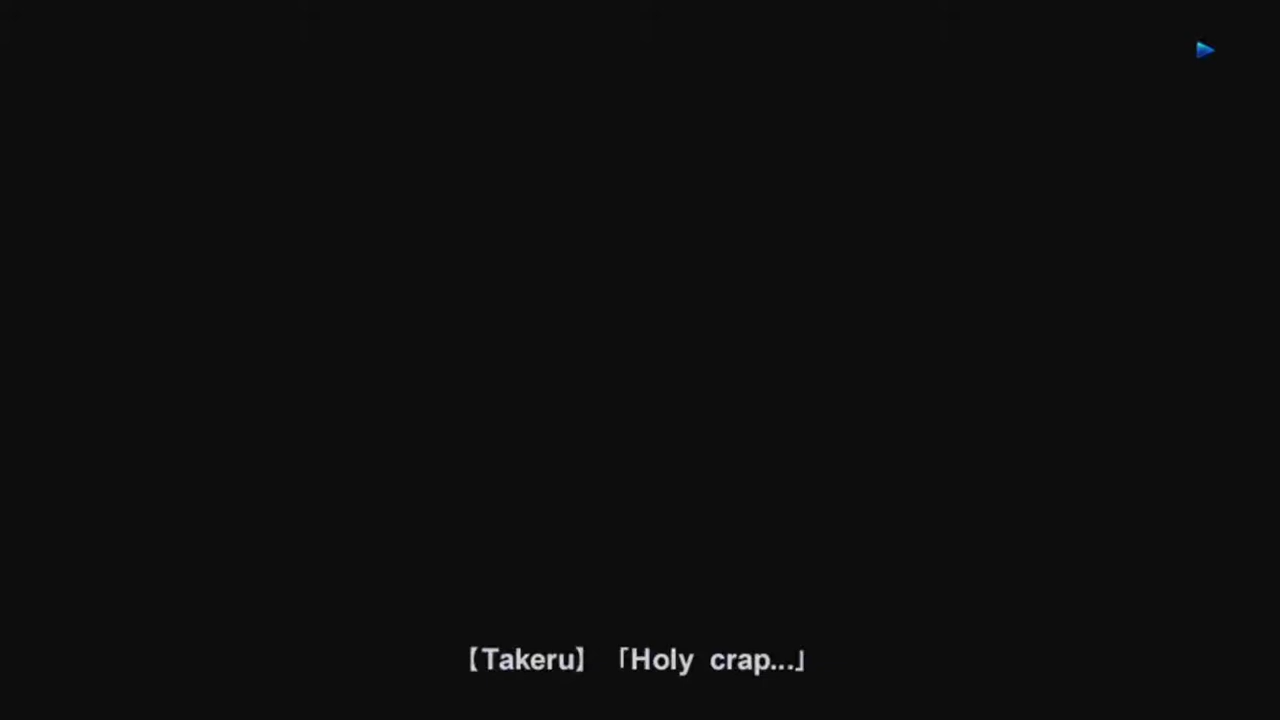 【Takeru】 「Holy crap...」